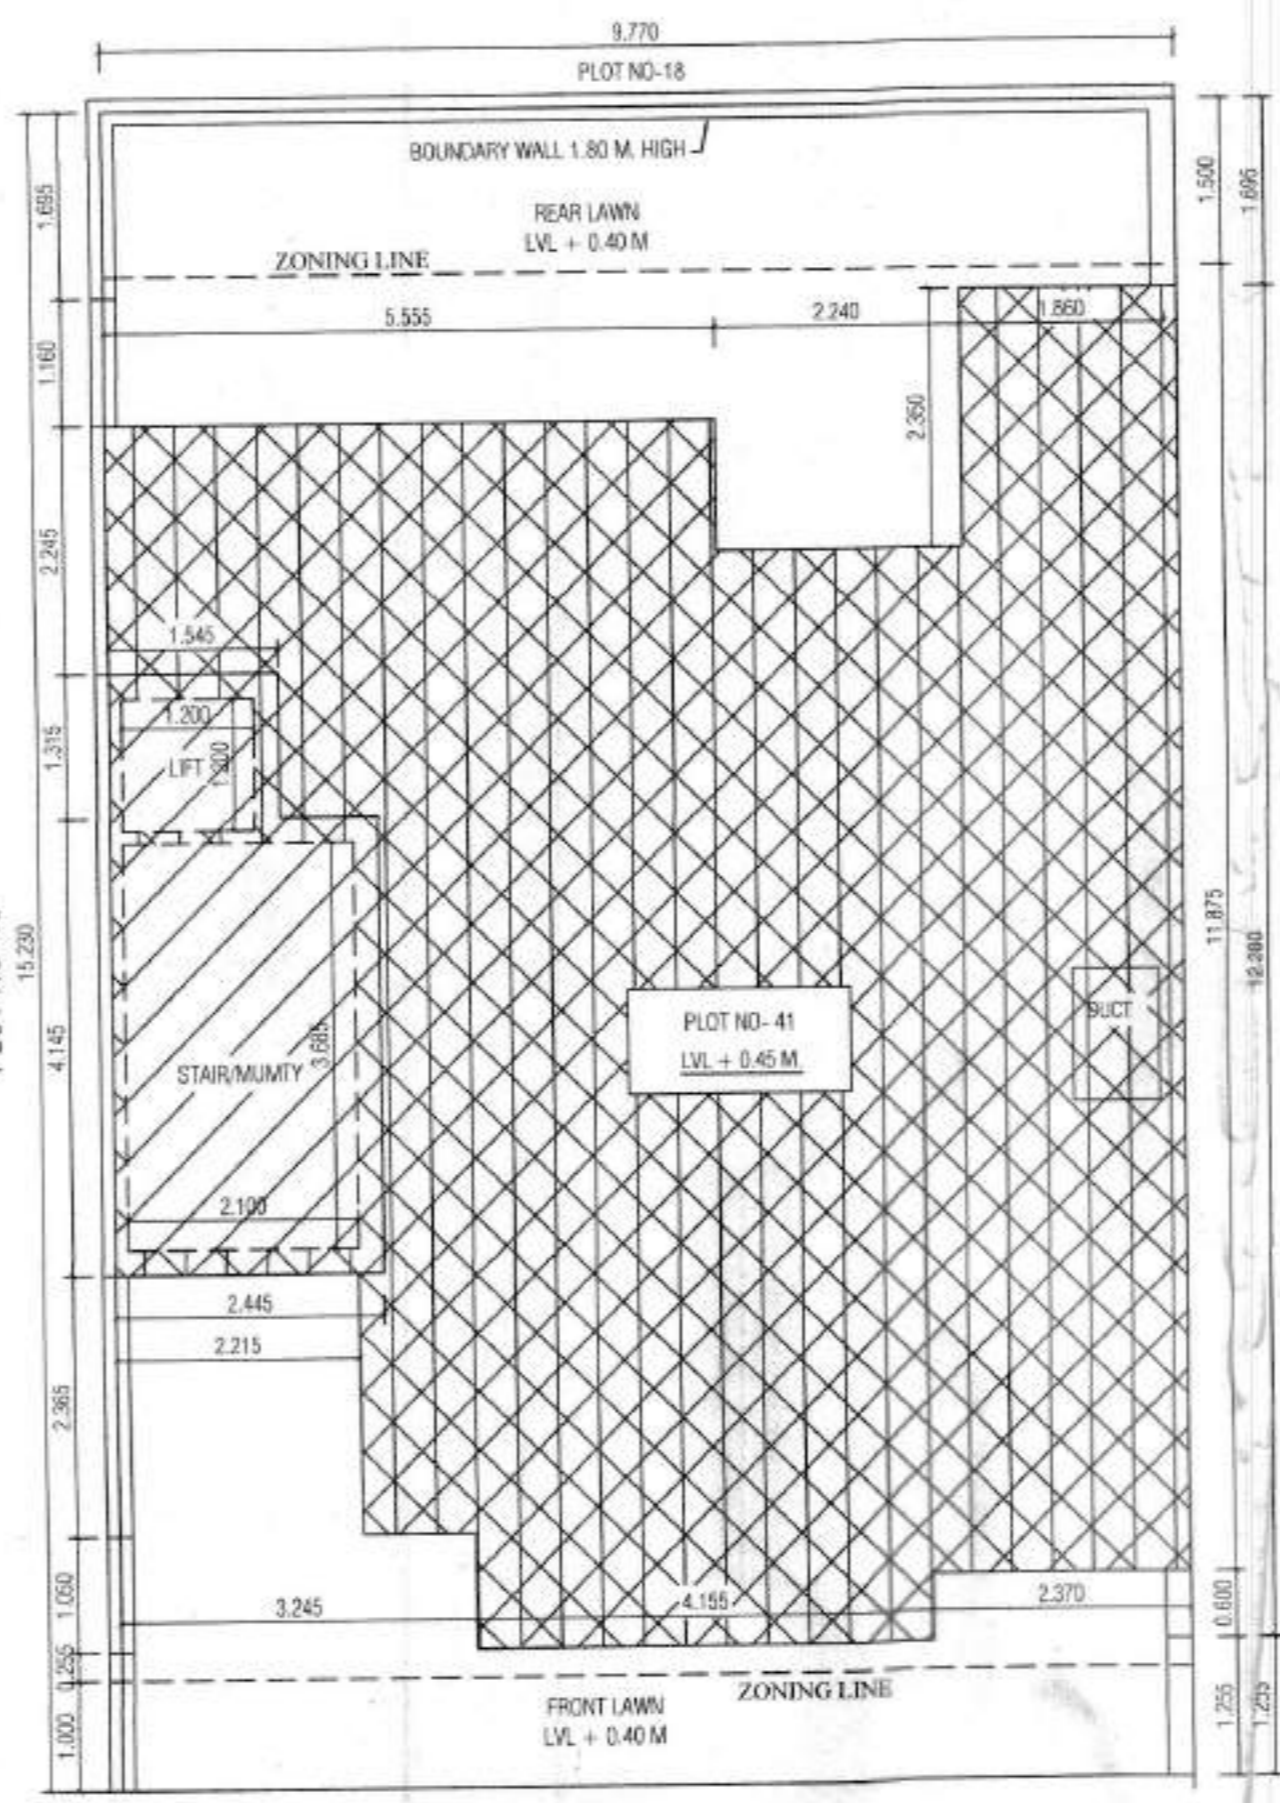 9.770
PLOT NO-18
BOUNDARY WALL 1.80 M. HIGH
REAR LAWN
LVL + 0.40 M
ZONING LINE
1.695
1.500
1.695
5.555
2.240
1.860
1.160
2.350
2.245
1.545
1.200
LIFT
1.315
15.230
4.145
STAIR/MUMTY
3.685
2.100
PLOT NO- 41
LVL + 0.45 M.
DUCT
11.875
12.380
2.445
2.215
2.365
3.245
4.155
2.370
1.050
0.600
0.255
ZONING LINE
FRONT LAWN
LVL + 0.40 M
1.000
1.255
1.255